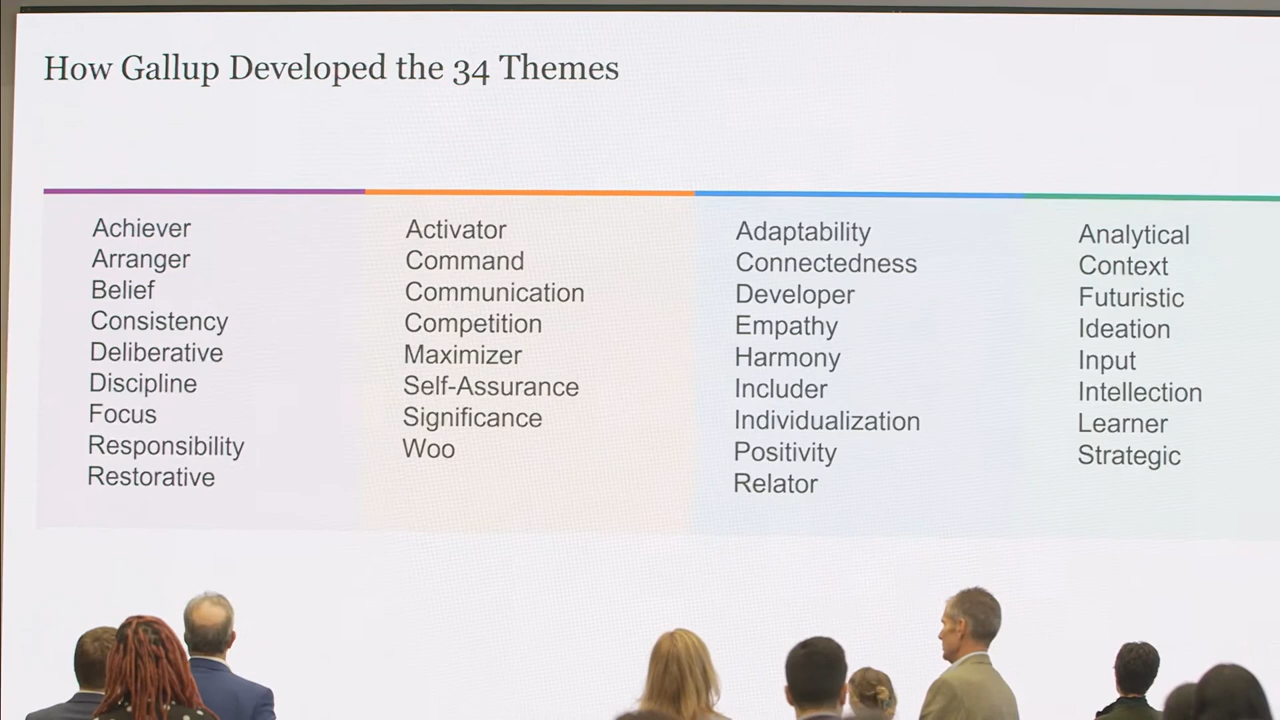 How Gallup Developed the 34 Themes
Achiever
Arranger
Belief
Consistency
Deliberative
Discipline
Focus
Responsibility
Restorative
Activator
Command
Communication
Competition
Maximizer
Self-Assurance
Significance
Woo
Adaptability
Connectedness
Developer
Empathy
Harmony
Includer
Individualization
Positivity
Relator
Analytical
Context
Futuristic
Ideation
Input
Intellection
Learner
Strategic